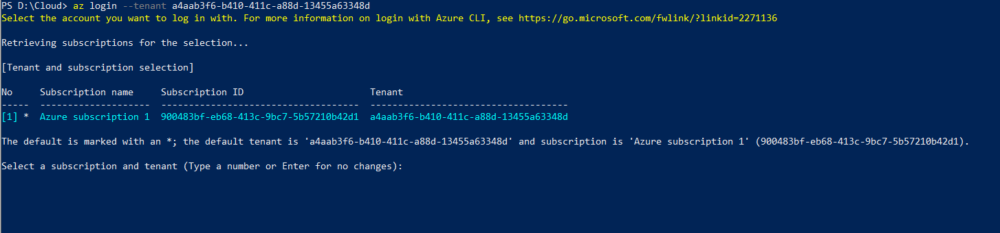 PS D:\Cloud> az login --tenant a4aab3f6-b410-411c-a88d-13455a63348d
Select the account you want to log in with. For more information on login with Azure CLI, see https://go.microsoft.com/fwlink/?linkid=2271136
Retrieving subscriptions for the selection...
[Tenant and subscription selection]
No     Subscription name     Subscription ID                       Tenant
-----  --------------------  ------------------------------------  ------------------------------------
[1] *  Azure subscription 1  900483bf-eb68-413c-9bc7-5b57210b42d1  a4aab3f6-b410-411c-a88d-13455a63348d
The default is marked with an *; the default tenant is 'a4aab3f6-b410-411c-a88d-13455a63348d' and subscription is 'Azure subscription 1' (900483bf-eb68-413c-9bc7-5b57210b42d1).
Select a subscription and tenant (Type a number or Enter for no changes):